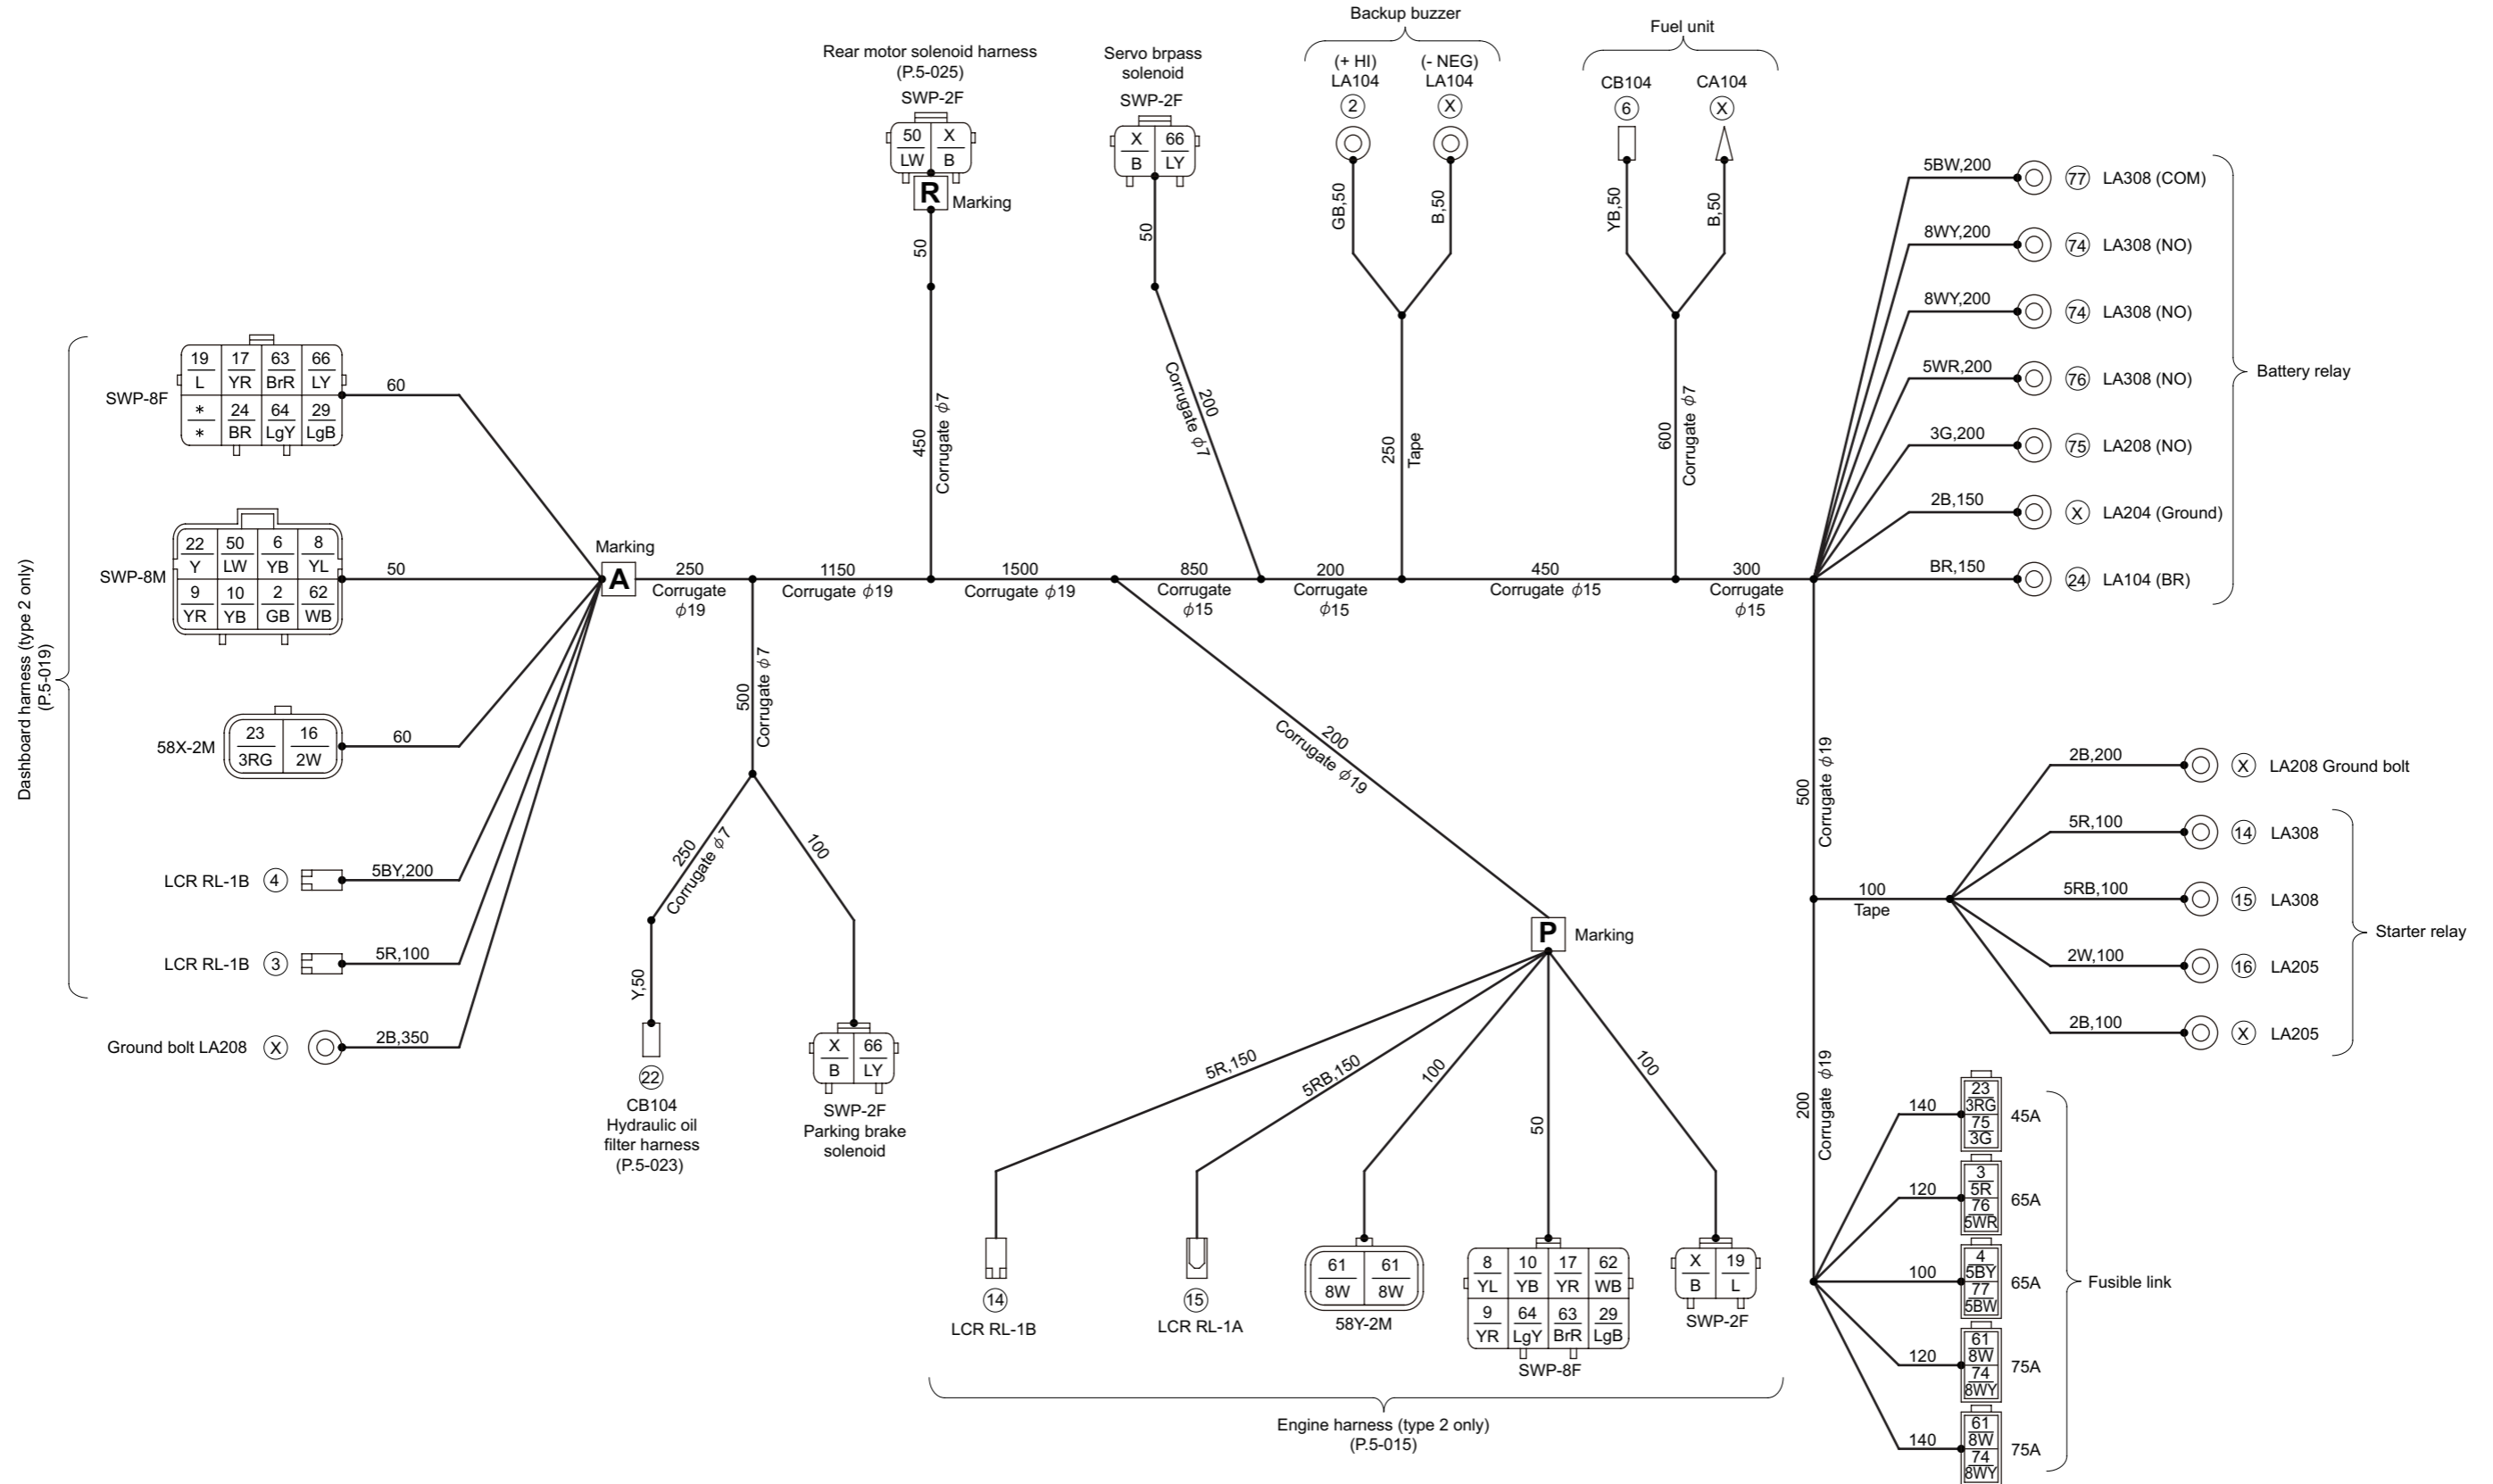 Backup buzzer
Fuel unit
Rear motor solenoid harness
(P.5-025)
SWP-2F
50 X
LW B
R
Marking
50
450
Corrugate φ7
Servo brpass
solenoid
SWP-2F
X 66
B LY
50
200
Corrugate φ7
(+ HI)
LA104
2
GB,50
(- NEG)
LA104
X
B,50
250
Tape
CB104
6
YB,50
CA104
X
B,50
600
Corrugate φ7
5BW,200 77 LA308 (COM)
8WY,200 74 LA308 (NO)
8WY,200 74 LA308 (NO)
5WR,200 76 LA308 (NO)
3G,200 75 LA208 (NO)
2B,150 X LA204 (Ground)
BR,150 24 LA104 (BR)
Battery relay
Dashboard harness (type 2 only)
(P.5-019)
SWP-8F
19 17 63 66
L YR BrR LY
* 24 64 29
* BR LgY LgB
60
SWP-8M
22 50 6 8
Y LW YB YL
9 10 2 62
YR YB GB WB
50
58X-2M
23 16
3RG 2W
60
LCR RL-1B 4 5BY,200
LCR RL-1B 3 5R,100
Ground bolt LA208 X 2B,350
Marking
A
250
Corrugate
φ19
1150
Corrugate φ19
1500
Corrugate φ19
850
Corrugate
φ15
200
Corrugate
φ15
450
Corrugate φ15
300
Corrugate
φ15
500
Corrugate φ7
250
Corrugate φ7
100
Y,50
22
CB104
Hydraulic oil
filter harness
(P.5-023)
X 66
B LY
SWP-2F
Parking brake
solenoid
200
Corrugate φ19
P
Marking
5R,150
5RB,150
100
50
100
14
LCR RL-1B
15
LCR RL-1A
61 61
8W 8W
58Y-2M
8 10 17 62
YL YB YR WB
9 64 63 29
YR LgY BrR LgB
SWP-8F
X 19
B L
SWP-2F
Engine harness (type 2 only)
(P.5-015)
500
Corrugate φ19
100
Tape
2B,200 X LA208 Ground bolt
5R,100 14 LA308
5RB,100 15 LA308
2W,100 16 LA205
2B,100 X LA205
Starter relay
200
Corrugate φ19
140
23
3RG
75
3G
45A
120
3
5R
76
5WR
65A
100
4
5BY
77
5BW
65A
120
61
8W
74
8WY
75A
140
61
8W
74
8WY
75A
Fusible link